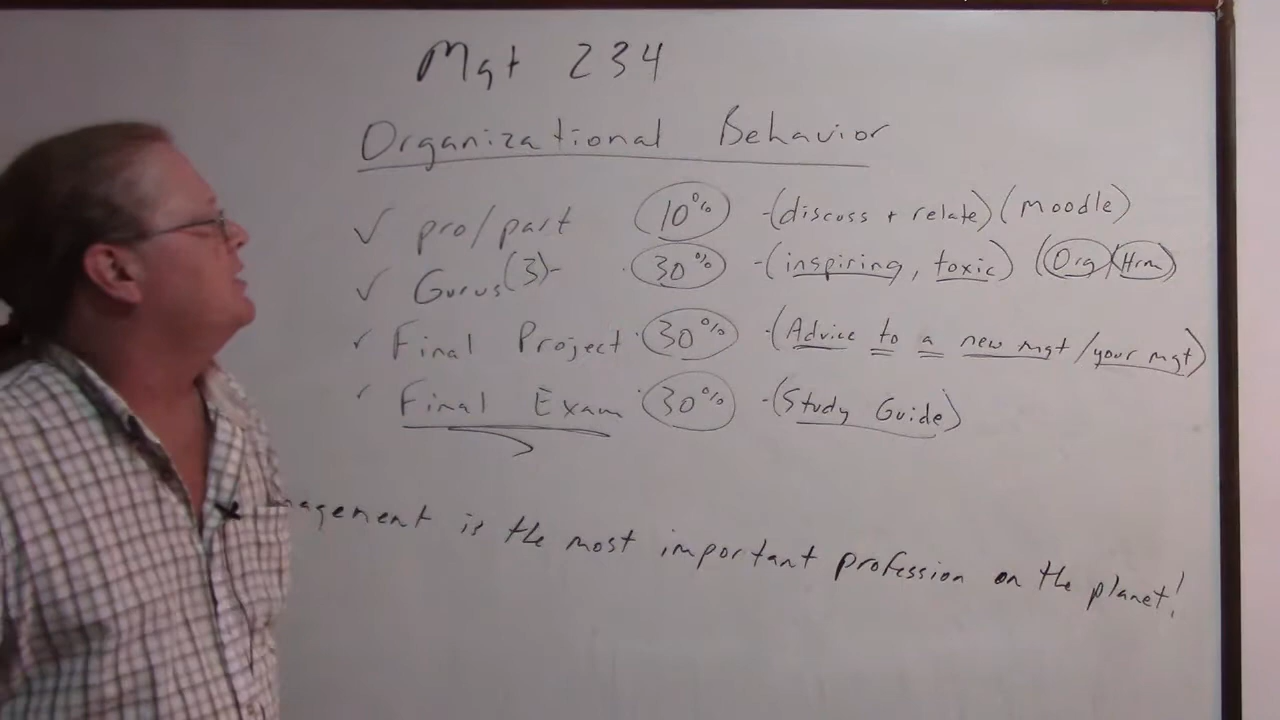 Mgt 234
Organizational Behavior
✓ pro/part 10% -(discuss + relate)(Moodle)
✓ Gurus(3)- 30% -(inspiring, toxic) (Org)(Hrm)
✓ Final Project 30% -(Advice to a new mgt/your mgt)
✓ Final Exam 30% -(Study Guide)
nagement is the most important profession on the planet!